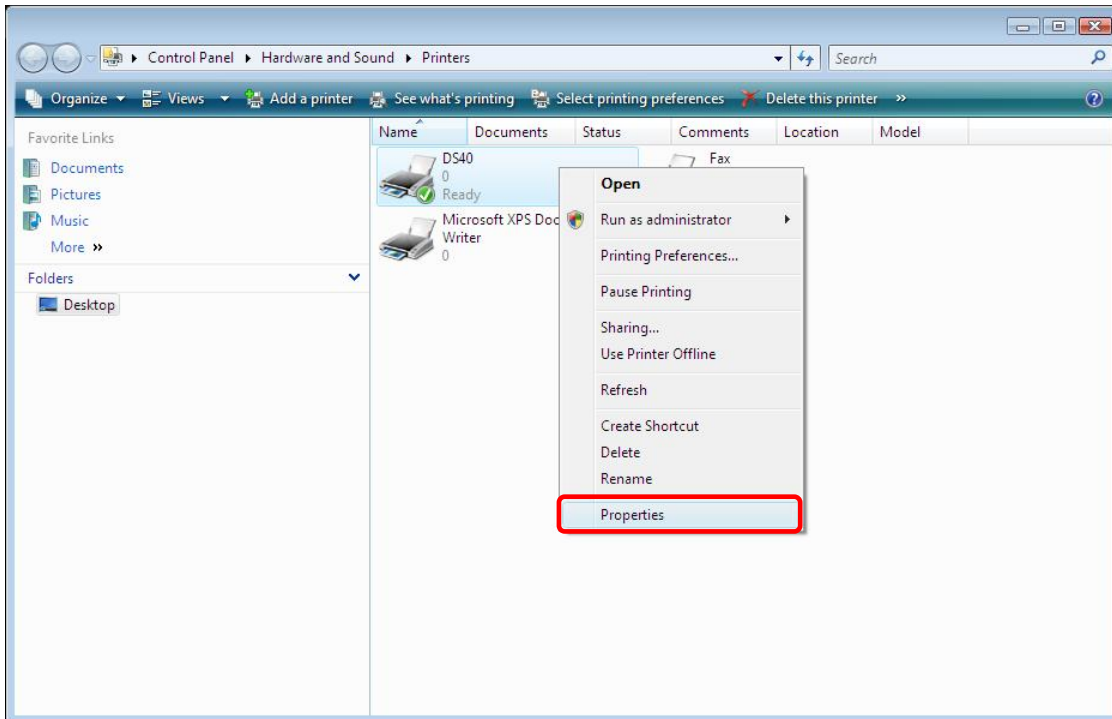 Control Panel Hardware and Sound Printers
Search
Organize Views Add a printer See what's printing Select printing preferences Delete this printer »
Favorite Links
Documents
Pictures
Music
More »
Folders
Desktop
Name Documents Status Comments Location Model
DS40
0
Ready
Microsoft XPS Doc
Writer
0
Fax
Open
Run as administrator
Printing Preferences...
Pause Printing
Sharing...
Use Printer Offline
Refresh
Create Shortcut
Delete
Rename
Properties